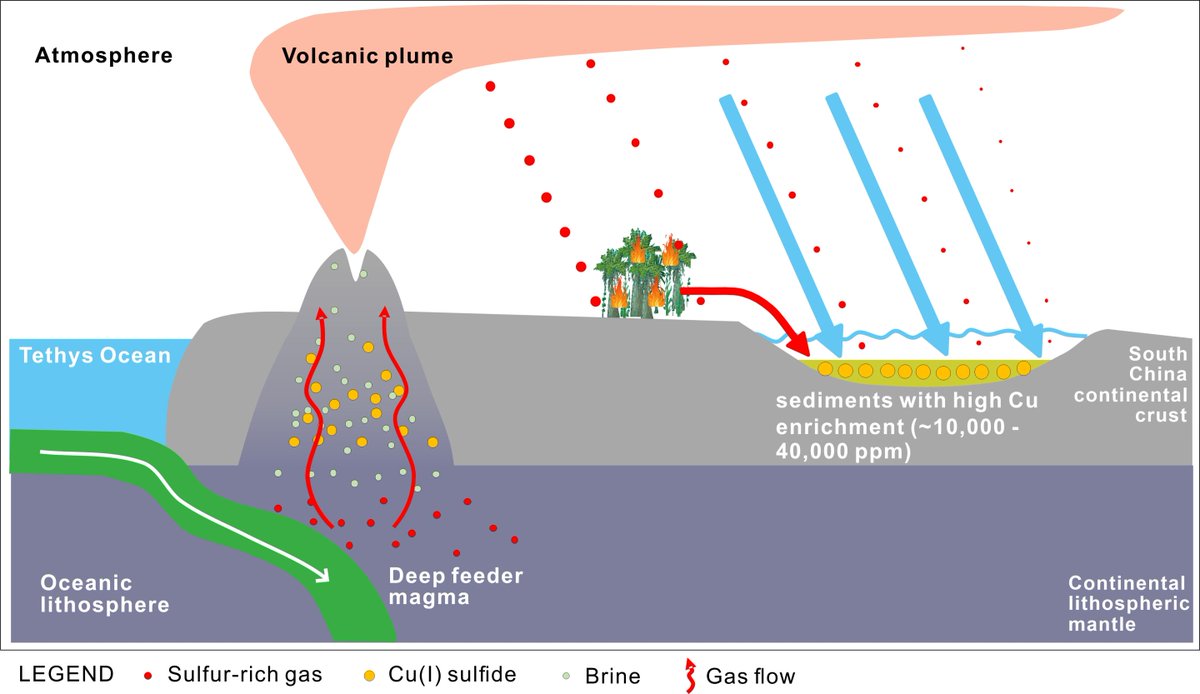 Atmosphere
Volcanic plume
Tethys Ocean
South
China
continental
crust
sediments with high Cu
enrichment (~10,000 -
40,000 ppm)
Oceanic
lithosphere
Deep feeder
magma
Continental
lithospheric
mantle
LEGEND
Sulfur-rich gas
Cu(I) sulfide
Brine
Gas flow